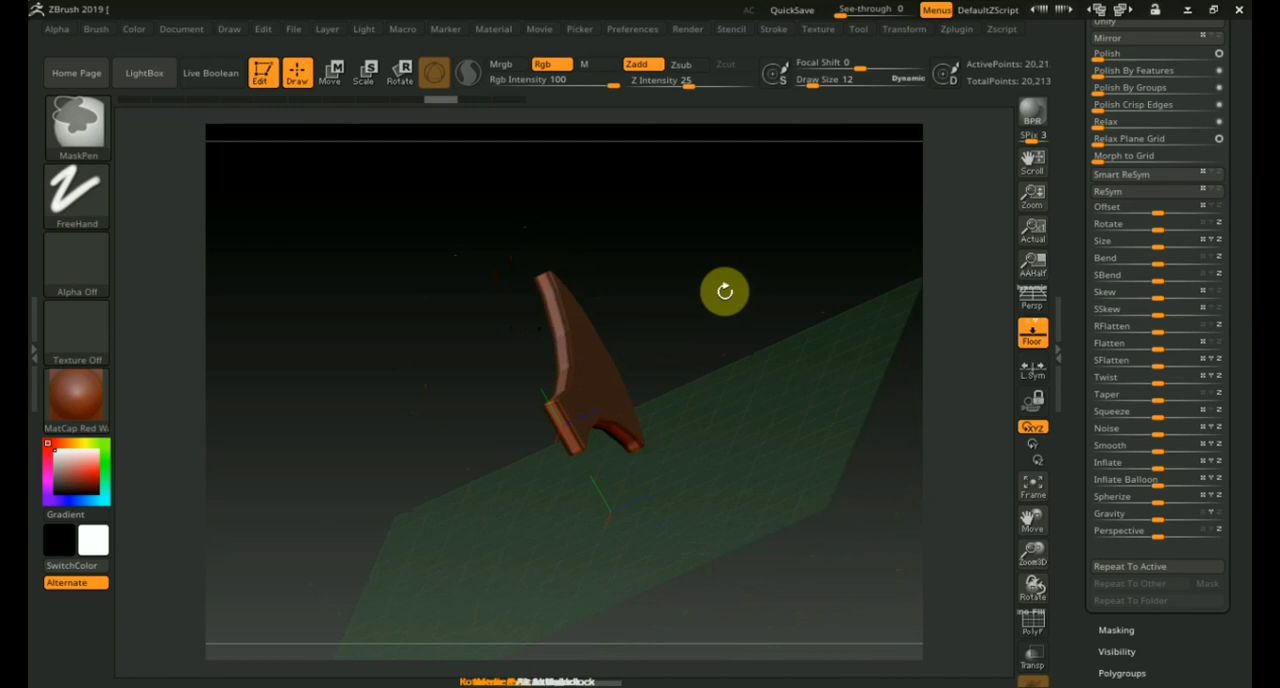 ZBrush 2019 [
AC QuickSave See-through 0 Menus DefaultZScript
Alpha Brush Color Document Draw Edit File Layer Light Macro Marker Material Movie Picker Preferences Render Stencil Stroke Texture Tool Transform Zplugin Zscript
Home Page LightBox Live Boolean Edit Draw Move Scale Rotate
Mrgb Rgb M Zadd Zsub Zcut
Rgb Intensity 100 Z Intensity 25
S Focal Shift 0
Draw Size 12 Dynamic D
ActivePoints: 20,21
TotalPoints: 20,213
MaskPen
FreeHand
Alpha Off
Texture Off
MatCap Red W
Gradient
SwitchColor
Alternate
BPR
SPix 3
Scroll
Zoom
Actual
AAHalf
Persp
Floor
L.Sym
XYZ
Frame
Move
Zoom3D
Rotate
PolyF
Transp
Unify
Mirror
Polish
Polish By Features
Polish By Groups
Polish Crisp Edges
Relax
Relax Plane Grid
Morph to Grid
Smart ReSym
ReSym
Offset
Rotate
Size
Bend
SBend
Skew
SSkew
RFlatten
Flatten
SFlatten
Twist
Taper
Squeeze
Noise
Smooth
Inflate
Inflate Balloon
Spherize
Gravity
Perspective
Repeat To Active
Repeat To Other Mask
Repeat To Folder
Masking
Visibility
Polygroups